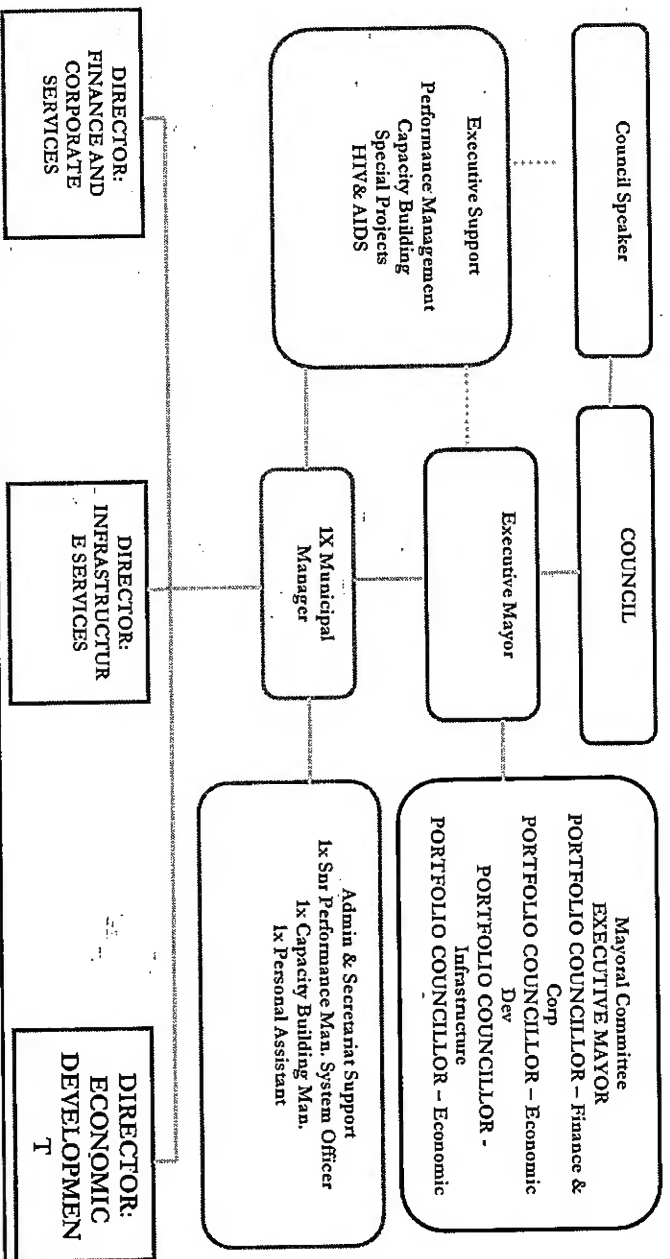 Council Speaker
COUNCIL
Executive Support
Performance Management
Capacity Building
Special Projects
HIV& AIDS
Executive Mayor
Mayoral Committee
EXECUTIVE MAYOR
PORTFOLIO COUNCILLOR – Finance &
Corp
PORTFOLIO COUNCILLOR – Economic
Dev
PORTFOLIO COUNCILLOR -
Infrastructure
PORTFOLIO COUNCILLOR – Economic
1X Municipal
Manager
Admin & Secretariat Support
1x Snr Performance Man. System Officer
1x Capacity Building Man.
1x Personal Assistant
DIRECTOR:
FINANCE AND
CORPORATE
SERVICES
DIRECTOR:
INFRASTRUCTUR
E SERVICES
DIRECTOR:
ECONOMIC
DEVELOPMEN
T